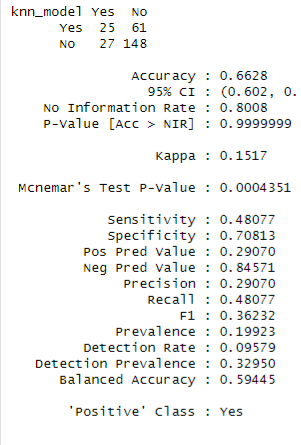 knn_model Yes No
Yes 25 61
No 27 148
Accuracy : 0.6628
95% CI : (0.602, 0.
No Information Rate : 0.8008
P-Value [Acc > NIR] : 0.9999999
Kappa : 0.1517
Mcnemar's Test P-Value : 0.0004351
Sensitivity : 0.48077
Specificity : 0.70813
Pos Pred Value : 0.29070
Neg Pred Value : 0.84571
Precision : 0.29070
Recall : 0.48077
F1 : 0.36232
Prevalence : 0.19923
Detection Rate : 0.09579
Detection Prevalence : 0.32950
Balanced Accuracy : 0.59445
'Positive' Class : Yes